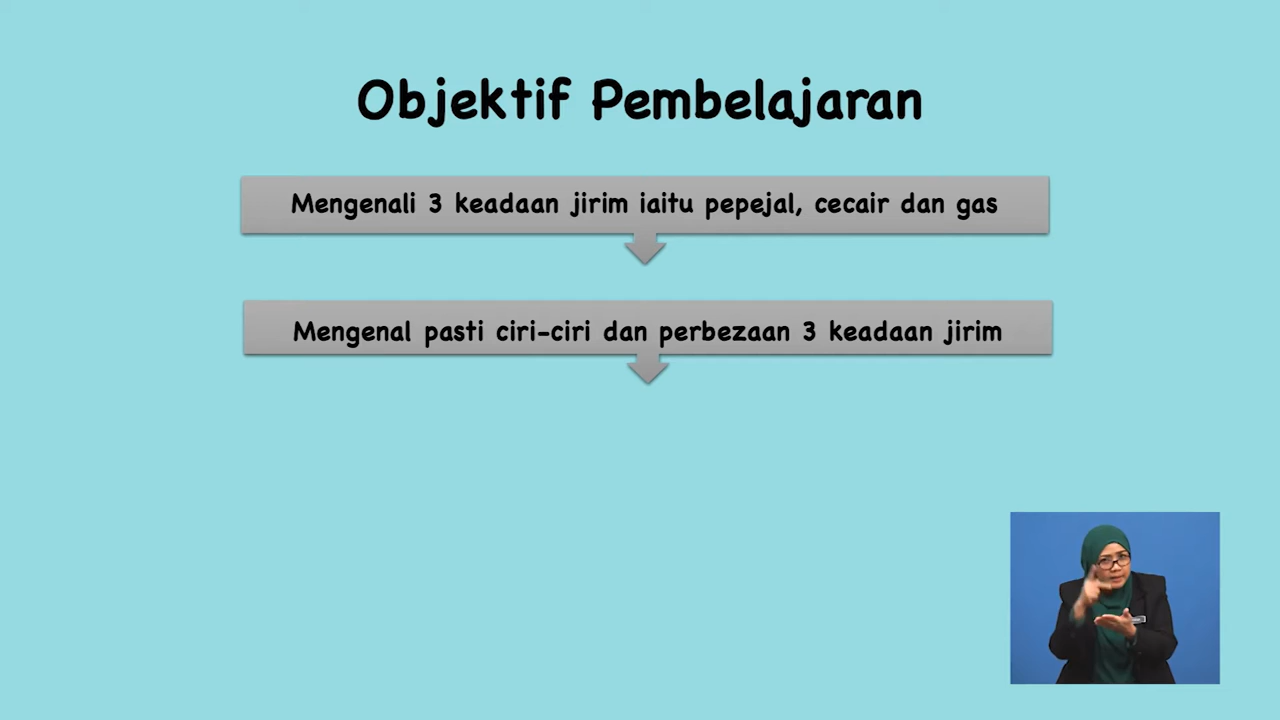 Objektif Pembelajaran
Mengenali 3 keadaan jirim iaitu pepejal, cecair dan gas
Mengenal pasti ciri-ciri dan perbezaan 3 keadaan jirim